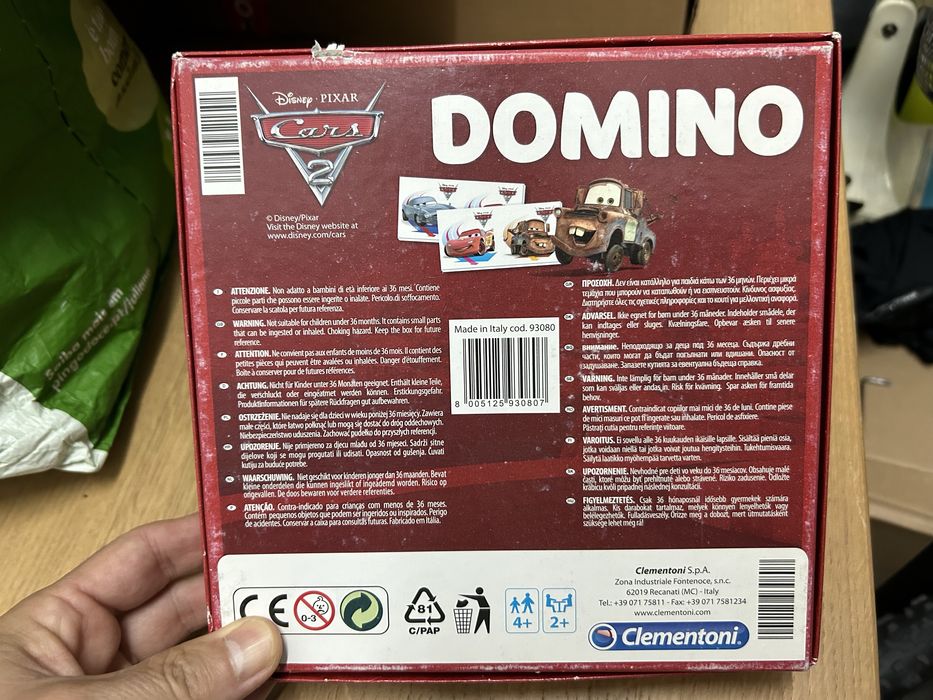 Disney · PIXAR
Cars
2
DOMINO
© Disney/Pixar
Visit the Disney website at
www.disney.com/cars
ATTENZIONE. Non adatto a bambini di età inferiore ai 36 mesi. Contiene
piccole parti che possono essere ingerite o inalate. Pericolo di soffocamento.
Conservare la scatola per futura referenza.
WARNING. Not suitable for children under 36 months. It contains small parts
that can be ingested or inhaled. Choking hazard. Keep the box for future
reference.
ATTENTION. Ne convient pas aux enfants de moins de 36 mois. Il contient des
petites pièces qui peuvent être avalées ou inhalées. Danger d'étouffement.
Boîte à conserver pour de futures références.
ACHTUNG. Nicht für Kinder unter 36 Monaten geeignet. Enthält kleine Teile,
die verschluckt oder eingeatmet werden können. Erstickungsgefahr.
Produktinformationen für spätere Rückfragen gut aufbewahren.
OSTRZEŻENIE. Nie nadaje się dla dzieci w wieku poniżej 36 miesięcy. Zawiera
małe części, które łatwo połknąć lub mogą się dostać do dróg oddechowych.
Niebezpieczeństwo uduszenia. Zachować pudełko do przyszłej referencji.
UPOZORENJE. Nije primjereno za djecu mlađu od 36 mjeseci. Sadrži sitne
dijelove koji se mogu progutati ili udisati. Opasnost od gušenja. Čuvati
kutiju za buduće potrebe.
WAARSCHUWING. Niet geschikt voor kinderen jonger dan 36 maanden. Bevat
kleine onderdelen die kunnen ingeslikt of ingeademd worden. Risico op
De doos bewaren voor verdere referenties.
ATENÇÃO. Contra-indicado para crianças com menos de 36 meses.
Contém pequenos objetos que podem ser ingeridos ou inspirados. Perigo
de acidentes. Conservar a caixa para consultas futuras. Fabricado em Itália.
Made in Italy cod. 93080
8 005125 930807
ΠΡΟΣΟΧΗ. Δεν είναι κατάλληλο για παιδιά κάτω των 36 μηνών. Περιέχει μικρά
τεμάχια που μπορούν να καταπωθούν ή να εισπνευστούν. Κίνδυνος ασφυξίας.
Διατηρήστε όλες τις σχετικές πληροφορίες και το κουτί για μελλοντική αναφορά.
ADVARSEL. Ikke egnet for børn under 36 måneder. Indeholder smådele, der
kan indtages eller sluges. Kvælningsfare. Opbevar æsken til senere
henvisninger.
ВНИМАНИЕ. Неподходящо за деца под 36 месеца. Съдържа дребни
части, които могат да бъдат погълнати или вдишани. Опасност от
задушаване. Запазете кутията за евентуална бъдеща справка.
VARNING. Inte lämplig för barn under 36 månader. Innehåller små delar
som kan sväljas eller andas in. Risk för kvävning. Spar asken för framtida
behov.
AVERTISMENT. Contraindicat copiilor mai mici de 36 de luni. Conține piese
de mici masuri ce pot fi ingerate sau inhalate. Pericol de asfixiere.
Păstrați cutia pentru referințe viitoare.
VAROITUS. Ei sovellu alle 36 kuukauden ikäisille lapsille. Sisältää pieniä osia,
jotka voidaan niellä tai jotka voivat joutua hengitysteihin. Tukehtumisvaara.
Säilytä laatikko myöhempää tarvetta varten.
UPOZORNENIE. Nevhodné pre deti vo veku do 36 mesiacov. Obsahuje malé
časti, ktoré môžu byť prehltnuté alebo vdýchnuté. Riziko zadusenie. Odložte
krabicu kvôli prípadnej následnej konzultácii.
FIGYELMEZTETÉS. Csak 36 hónaposnál idősebb gyermekek számára
alkalmas. Kis darabokat tartalmaz, melyek könnyen lenyelhetők vagy
belélegezhetők. Fulladásveszély. Őrizze meg a dobozt, mert útmutatásként
szüksége lehet még rá!
CE
0-3
81
C/PAP
4+
2+
Clementoni S.p.A.
Zona Industriale Fontenoce, s.n.c.
62019 Recanati (MC) - Italy
Tel.: +39 071 75811 - Fax: +39 071 7581234
www.clementoni.com
Clementoni